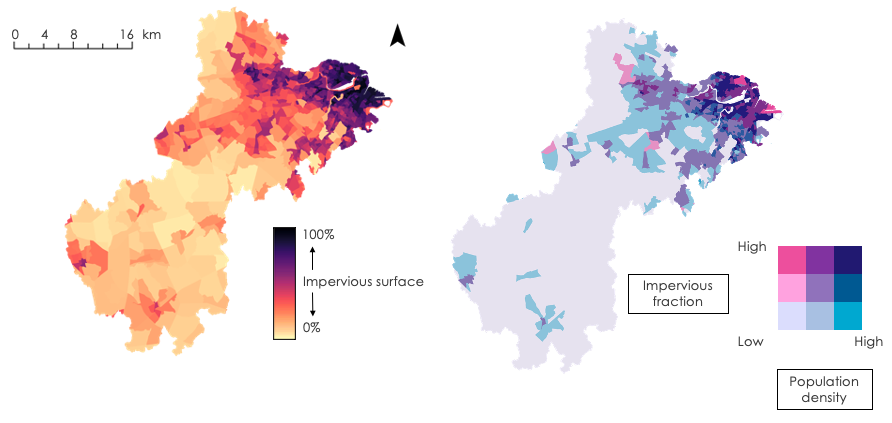 0 4 8 16 km
100%
Impervious surface
0%
High
Impervious
fraction
Low High
Population
density